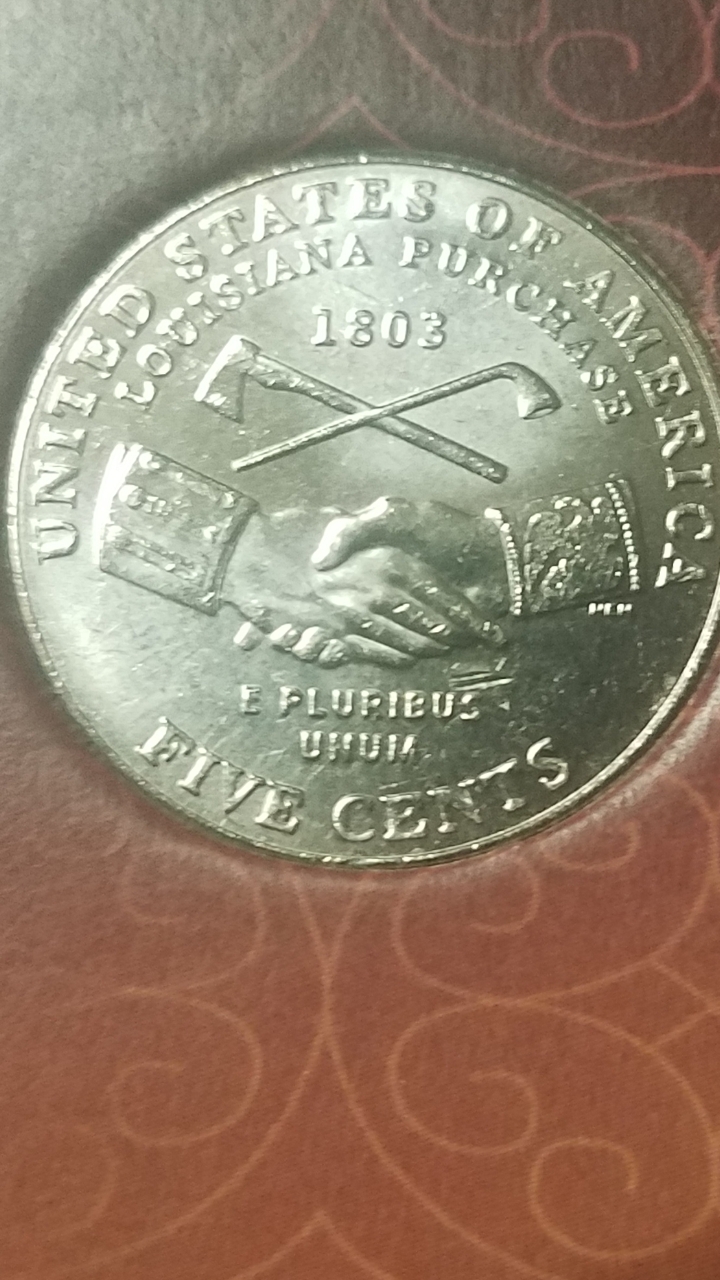 UNITED STATES OF AMERICA
LOUISIANA PURCHASE
1803
E PLURIBUS
UNUM
FIVE CENTS